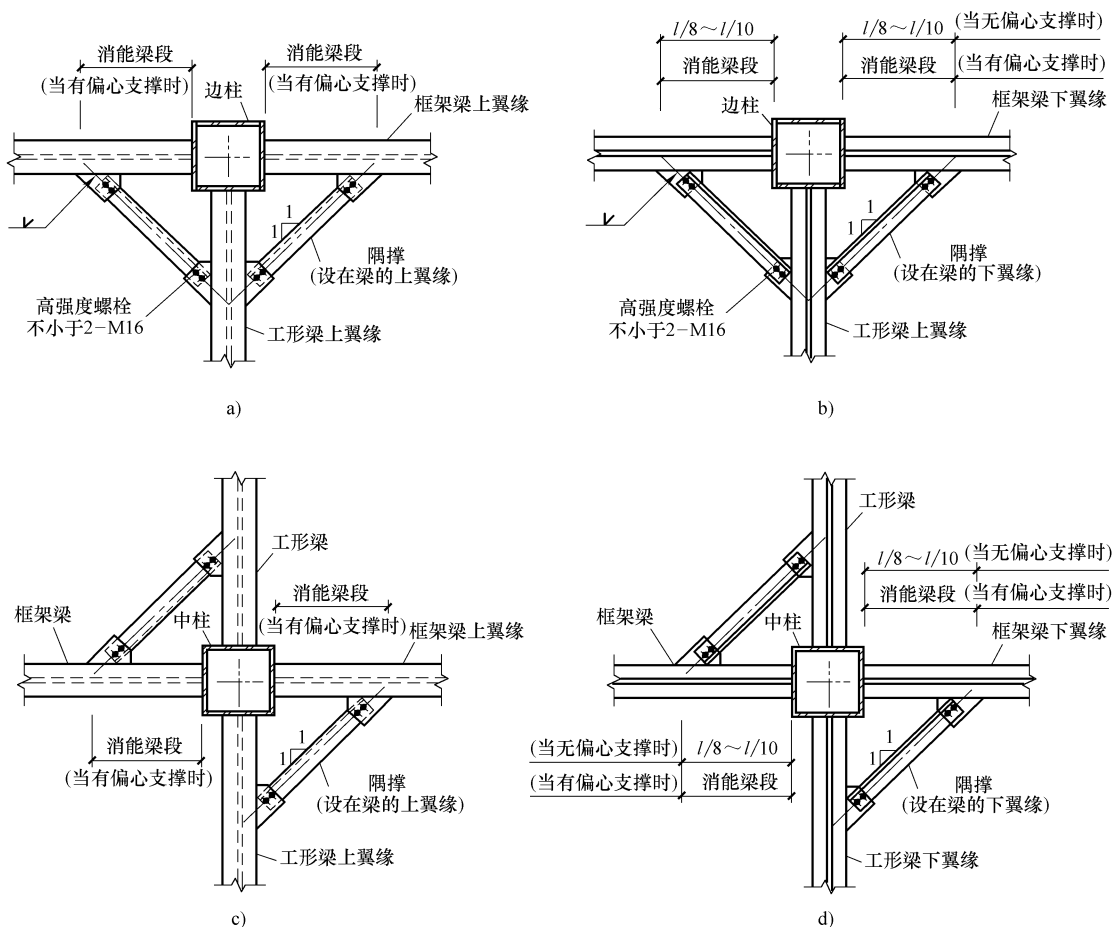 消能梁段
(当有偏心支撑时)
消能梁段
(当有偏心支撑时)
边柱
框架梁上翼缘
1
1
隅撑
(设在梁的上翼缘)
高强度螺栓
不小于2-M16
工形梁上翼缘
a)
l/8～l/10
消能梁段
l/8～l/10
(当无偏心支撑时)
消能梁段
(当有偏心支撑时)
边柱
框架梁下翼缘
1
1
隅撑
(设在梁的下翼缘)
高强度螺栓
不小于2-M16
工形梁上翼缘
b)
工形梁
消能梁段
(当有偏心支撑时)
框架梁
中柱
框架梁上翼缘
消能梁段
(当有偏心支撑时)
1
1
隅撑
(设在梁的上翼缘)
工形梁上翼缘
c)
工形梁
l/8～l/10
(当无偏心支撑时)
消能梁段
(当有偏心支撑时)
框架梁
中柱
框架梁下翼缘
(当无偏心支撑时)
l/8～l/10
(当有偏心支撑时)
消能梁段
1
1
隅撑
(设在梁的下翼缘)
工形梁下翼缘
d)